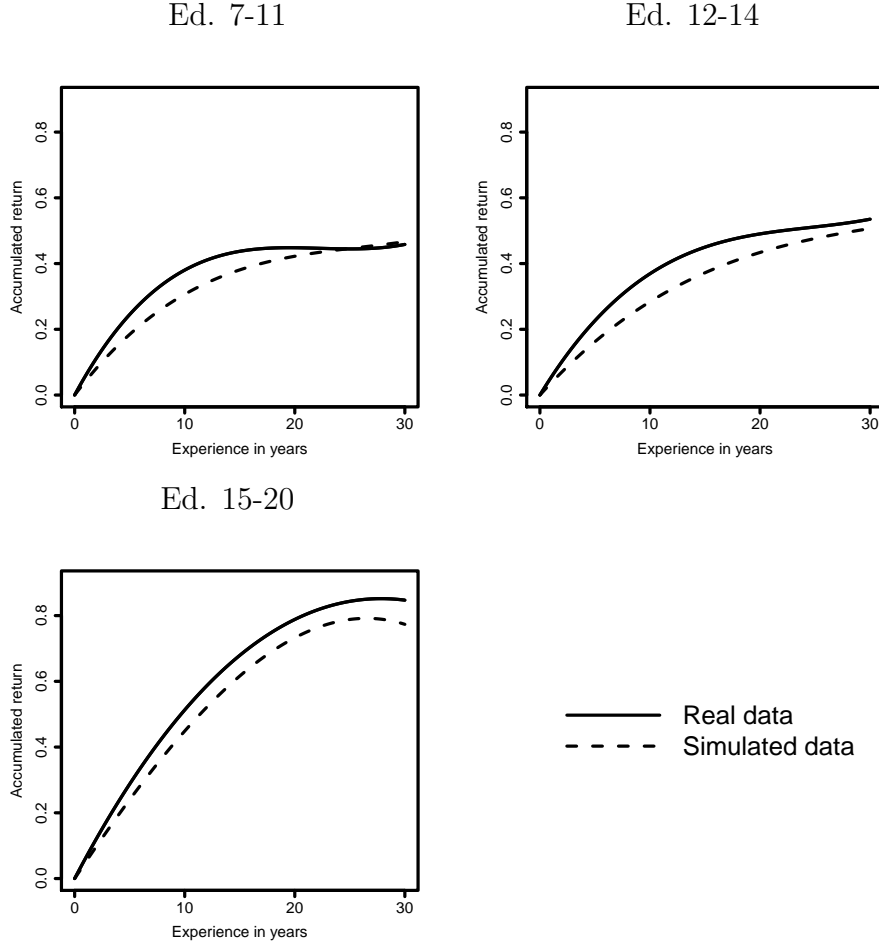 Ed. 7-11
Ed. 12-14
0.8
0.6
0.4
0.2
0.0
Accumulated return
0
10
20
30
Experience in years
0.8
0.6
0.4
0.2
0.0
Accumulated return
0
10
20
30
Experience in years
Ed. 15-20
0.8
0.6
0.4
0.2
0.0
Accumulated return
0
10
20
30
Experience in years
Real data
Simulated data